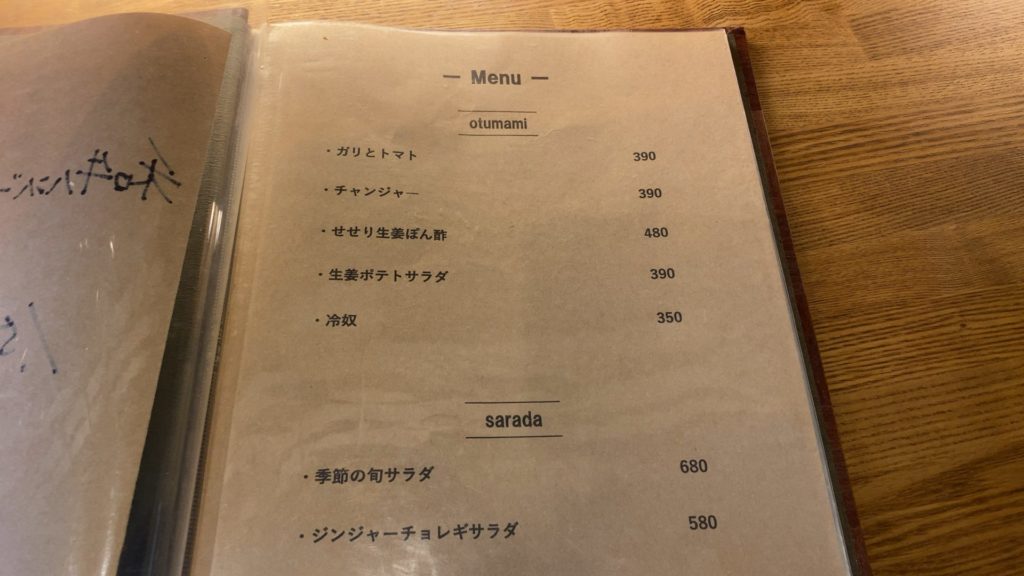 — Menu —
otumami
・ガリとトマト 390
・チャンジャー 390
・せせり生姜ぽん酢 480
・生姜ポテトサラダ 390
・冷奴 350
sarada
・季節の旬サラダ 680
・ジンジャーチョレギサラダ 580